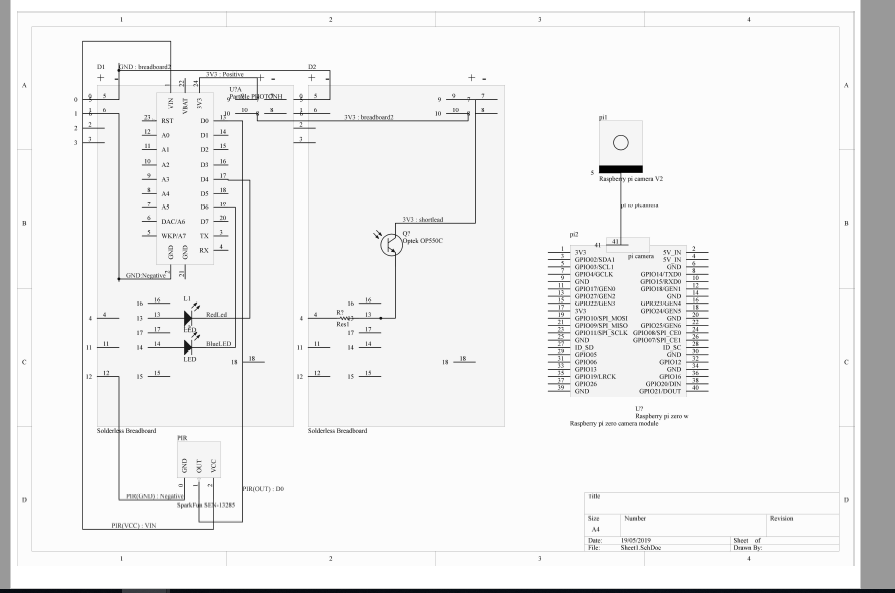 1 2 3 4
A A
B B
C C
D D
D1
GND : breadboard2
D2
3V3 : Positive
U?A
Particle PHOTONH
VIN
VBAT
3V3
22
24
0
1
2
3
5
6
2
3
9
10
7
8
3V3 : breadboard2
23 RST D0 13
12 A0 D1 14
11 A1 D2 15
10 A2 D3 16
9 A3 D4 17
8 A4 D5 18
7 A5 D6 19
6 DAC/A6 D7 20
5 WKP/A7 TX 3
RX 4
GND
GND
2
21
GND:Negative
3V3 : shortlead
Q?
Optek OP550C
16 16
L1
4 4 13 13
RedLed
LED
17 17
11 11 14 14
BlueLED
LED
18 18
12 12 15 15
R?
Res1
4 4
16 16
13
17 17
11 11 14 14
18 18
12 12 15 15
Solderless Breadboard
Solderless Breadboard
PIR
GND
OUT
VCC
0
1
2
PIR(GND) : Negative
SparkFun SEN-13285
PIR(OUT) : D0
PIR(VCC) : VIN
pi1
5
Raspberry pi camera V2
pi to picamera
pi2
41 41
pi camera
1 3V3 5V_IN 2
3 GPIO02/SDA1 5V_IN 4
5 GPIO03/SCL1 GND 6
7 GPIO04/GCLK GPIO14/TXD0 8
9 GND GPIO15/RXD0 10
11 GPIO17/GEN0 GPIO18/GEN1 12
13 GPIO27/GEN2 GND 14
15 GPIO22/GEN3 GPIO23/GEN4 16
17 3V3 GPIO24/GEN5 18
19 GPIO10/SPI_MOSI GND 20
21 GPIO09/SPI_MISO GPIO25/GEN6 22
23 GPIO11/SPI_SCLK GPIO08/SPI_CE0 24
25 GND GPIO07/SPI_CE1 26
27 ID_SD ID_SC 28
29 GPIO05 GND 30
31 GPIO06 GPIO12 32
33 GPIO13 GND 34
35 GPIO19/LRCK GPIO16 36
37 GPIO26 GPIO20/DIN 38
39 GND GPIO21/DOUT 40
U?
Raspberry pi zero w
Raspberry pi zero camera module
Title
Size Number Revision
A4
Date: 19/05/2019 Sheet of
File: Sheet1.SchDoc Drawn By:
1 2 3 4